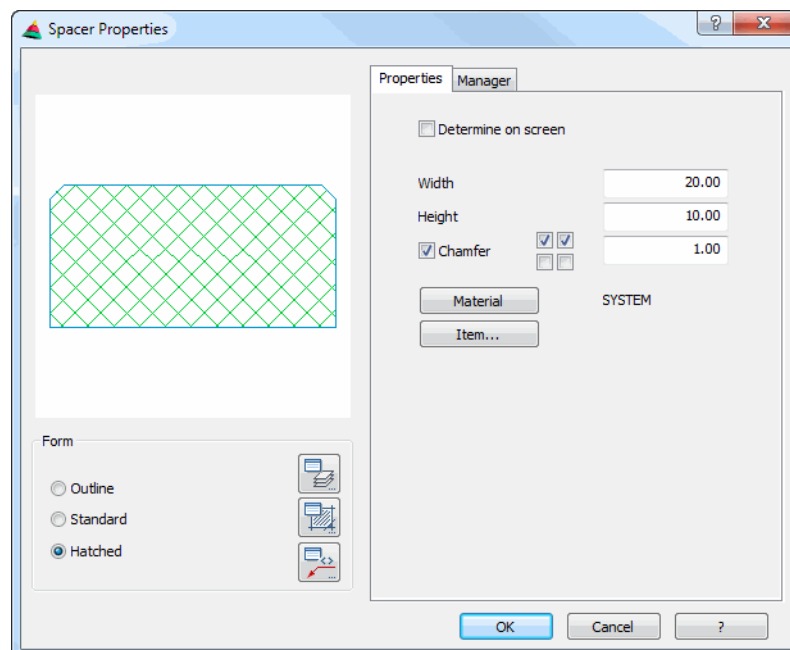 Spacer Properties
?
X
Properties
Manager
Determine on screen
Width
20.00
Height
10.00
Chamfer
1.00
Material
SYSTEM
Item...
Form
Outline
Standard
Hatched
OK
Cancel
?